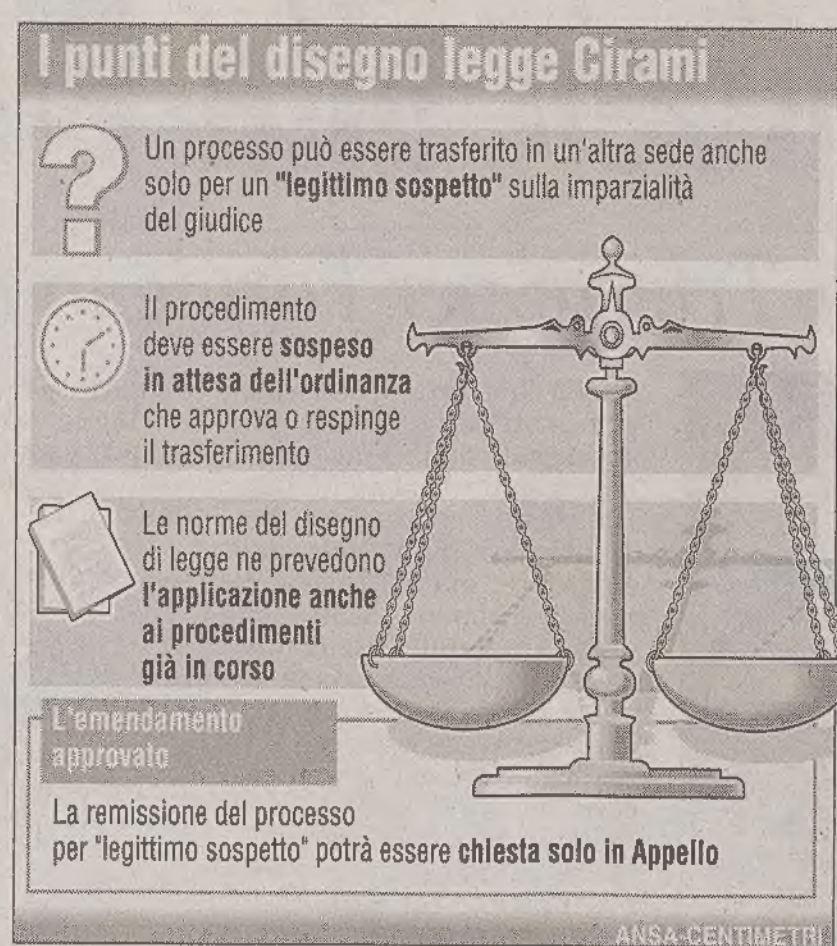 I punti del disegno legge Cirami
Un processo può essere trasferito in un'altra sede anche
solo per un "legittimo sospetto" sulla imparzialità
del giudice
Il procedimento
deve essere sospeso
in attesa dell'ordinanza
che approva o respinge
il trasferimento
Le norme del disegno
di legge ne prevedono
l'applicazione anche
ai procedimenti
già in corso
L'emendamento
approvato
La remissione del processo
per "legittimo sospetto" potrà essere chiesta solo in Appello
ANSA-CENTIMETRI